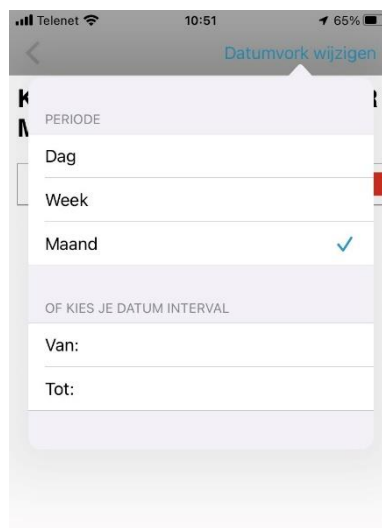 Telenet 10:51 65%
Datumvork wijzigen
PERIODE
Dag
Week
Maand
OF KIES JE DATUM INTERVAL
Van:
Tot: